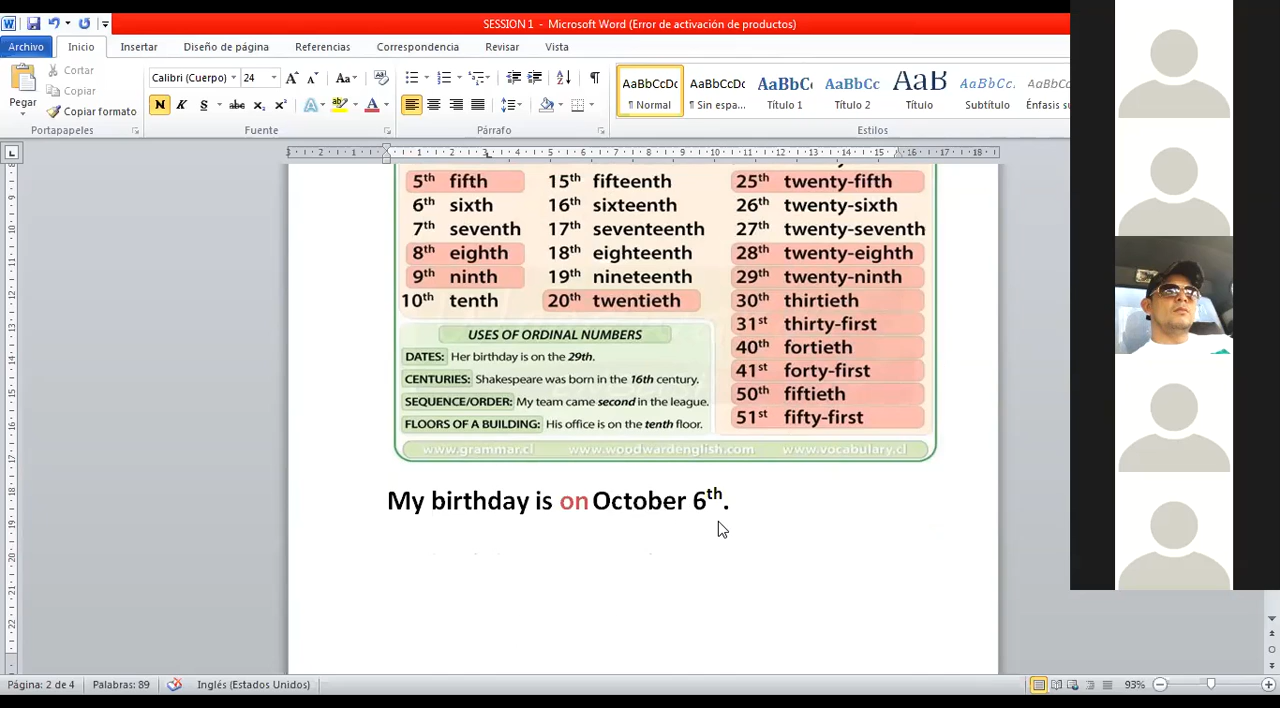 SESSION 1 - Microsoft Word (Error de activación de productos)
Archivo Inicio Insertar Diseño de página Referencias Correspondencia Revisar Vista
Pegar
Cortar
Copiar
Copiar formato
Portapapeles
Calibri (Cuerpo) 24
Fuente
Párrafo
AaBbCcDc AaBbCcDc AaBbC AaBbCc AaB AaBbCc. AaBbCcDc
¶ Normal ¶ Sin espa... Título 1 Título 2 Título Subtítulo Énfasis su
Estilos
5th fifth 15th fifteenth 25th twenty-fifth
6th sixth 16th sixteenth 26th twenty-sixth
7th seventh 17th seventeenth 27th twenty-seventh
8th eighth 18th eighteenth 28th twenty-eighth
9th ninth 19th nineteenth 29th twenty-ninth
10th tenth 20th twentieth 30th thirtieth
31st thirty-first
40th fortieth
41st forty-first
50th fiftieth
51st fifty-first
USES OF ORDINAL NUMBERS
DATES: Her birthday is on the 29th.
CENTURIES: Shakespeare was born in the 16th century.
SEQUENCE/ORDER: My team came second in the league.
FLOORS OF A BUILDING: His office is on the tenth floor.
www.grammar.cl www.woodwardenglish.com www.vocabulary.cl
My birthday is on October 6th.
Página: 2 de 4 Palabras: 89 Inglés (Estados Unidos) 93%